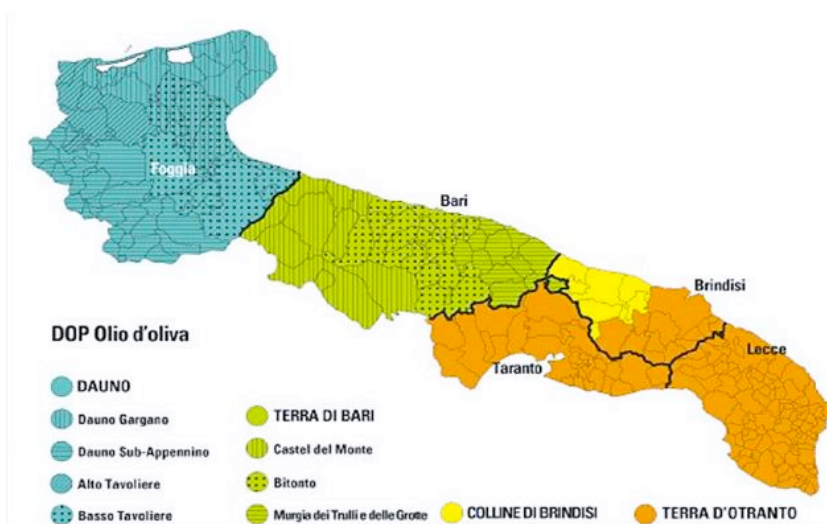 Foggia
Bari
Brindisi
Lecce
Taranto
DOP Olio d'oliva
DAUNO
Dauno Gargano
Dauno Sub-Appennino
Alto Tavoliere
Basso Tavoliere
TERRA DI BARI
Castel del Monte
Bitonto
Murgia dei Trulli e delle Grotte
COLLINE DI BRINDISI
TERRA D'OTRANTO